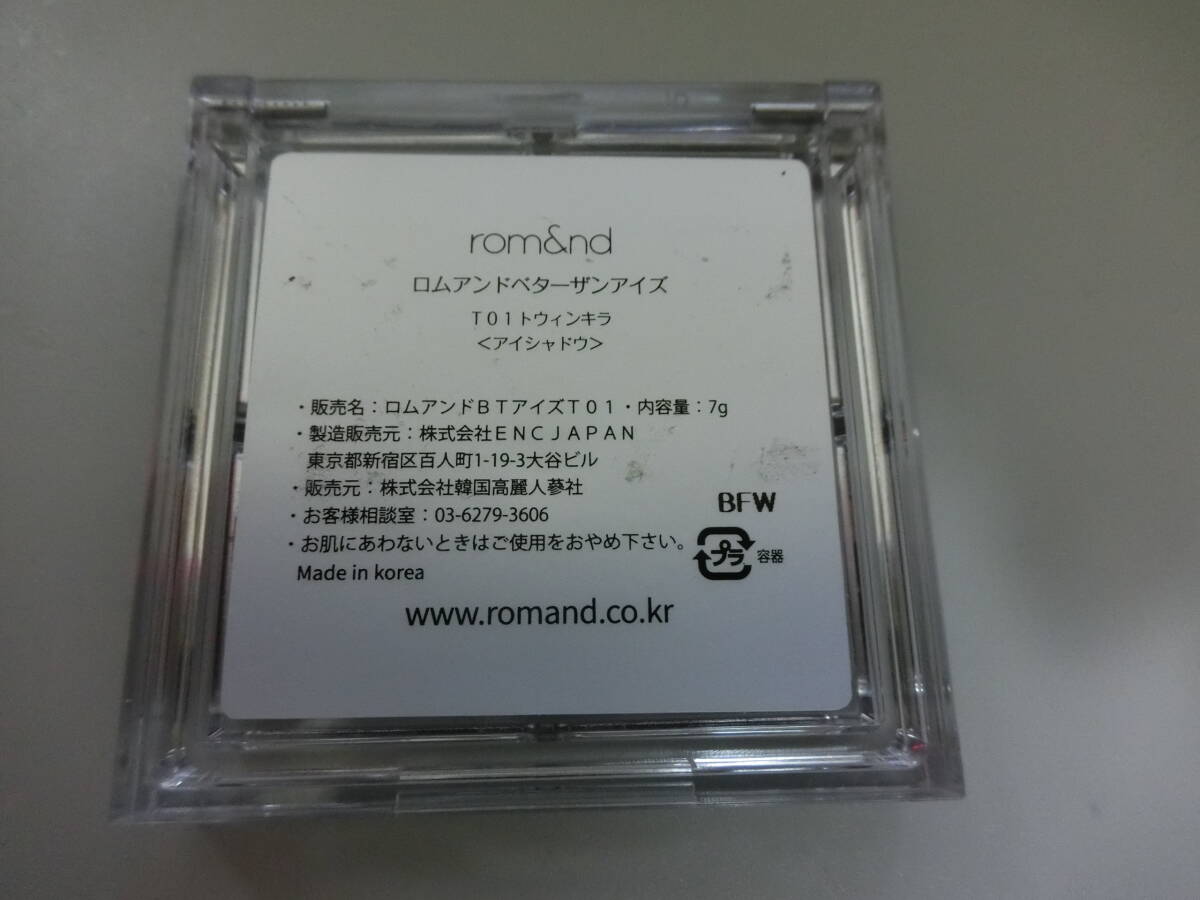 rom&nd
ロムアンドベターザンアイズ
T01トウィンキラ
＜アイシャドウ＞
・販売名：ロムアンドＢＴアイズＴ０１・内容量：7g
・製造販売元：株式会社ＥＮＣＪＡＰＡＮ
東京都新宿区百人町1-19-3大谷ビル
・販売元：株式会社韓国高麗人蔘社
・お客様相談室：03-6279-3606
・お肌にあわないときはご使用をおやめ下さい。
Made in korea
BFW
プラ 容器
www.romand.co.kr